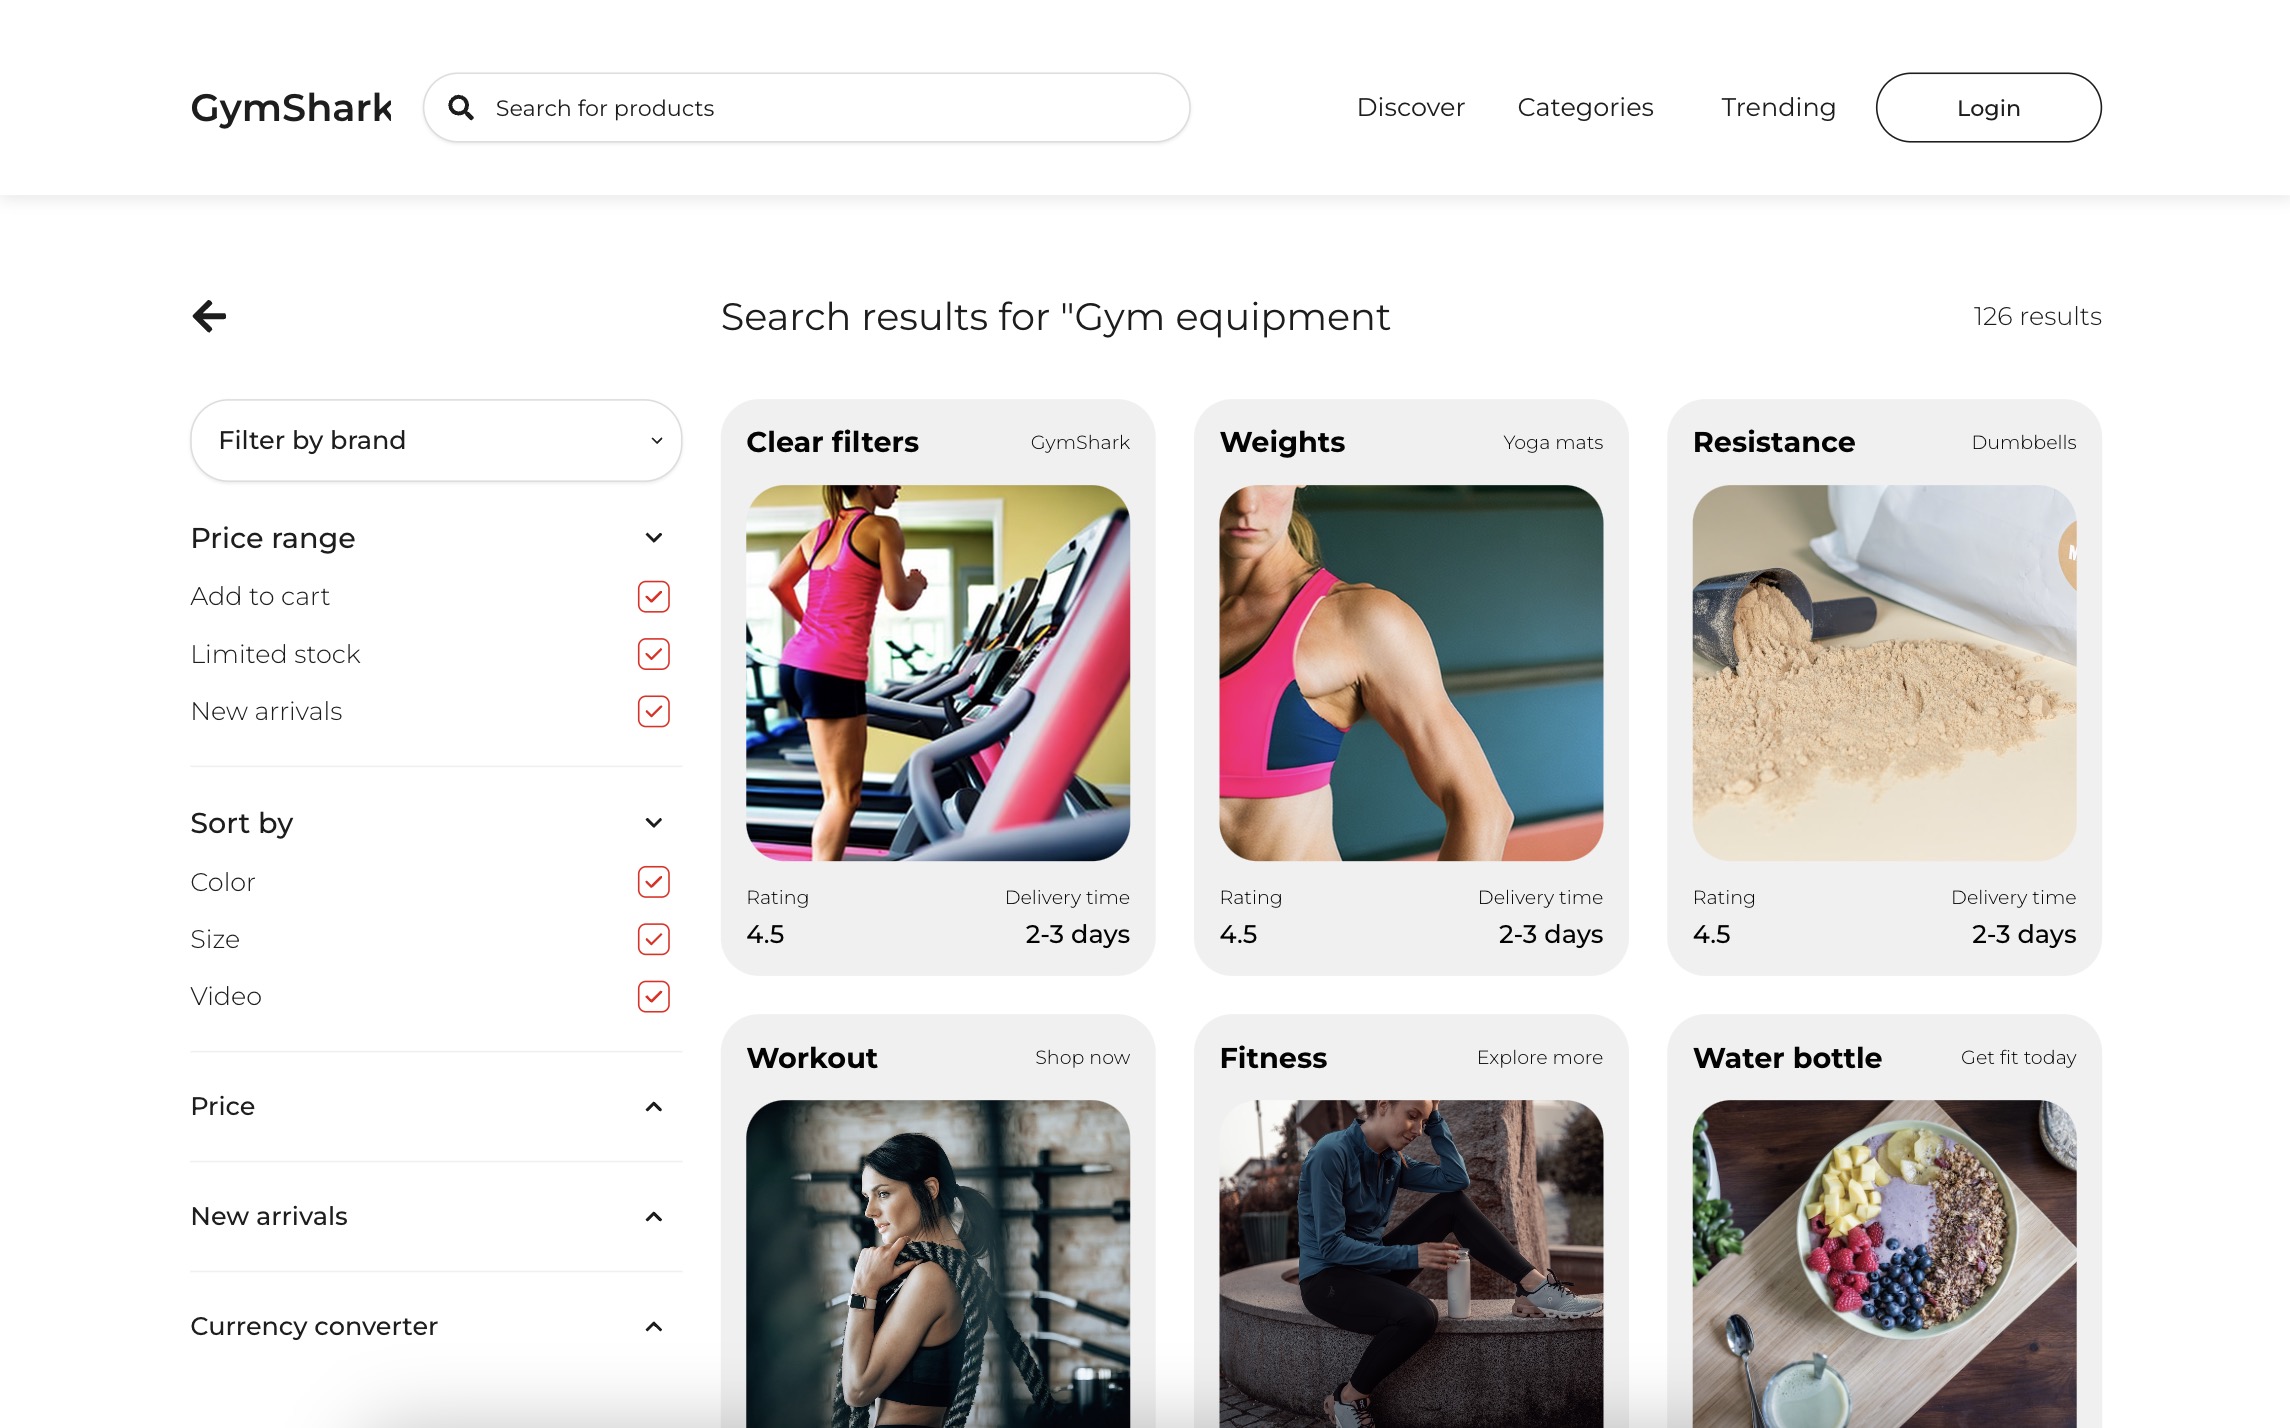 GymShark
Search for products
Discover
Categories
Trending
Login
Search results for "Gym equipment
126 results
Filter by brand
Price range
Add to cart
Limited stock
New arrivals
Sort by
Color
Size
Video
Price
New arrivals
Currency converter
Clear filters
GymShark
Rating
Delivery time
4.5
2-3 days
Weights
Yoga mats
Rating
Delivery time
4.5
2-3 days
Resistance
Dumbbells
Rating
Delivery time
4.5
2-3 days
Workout
Shop now
Fitness
Explore more
Water bottle
Get fit today